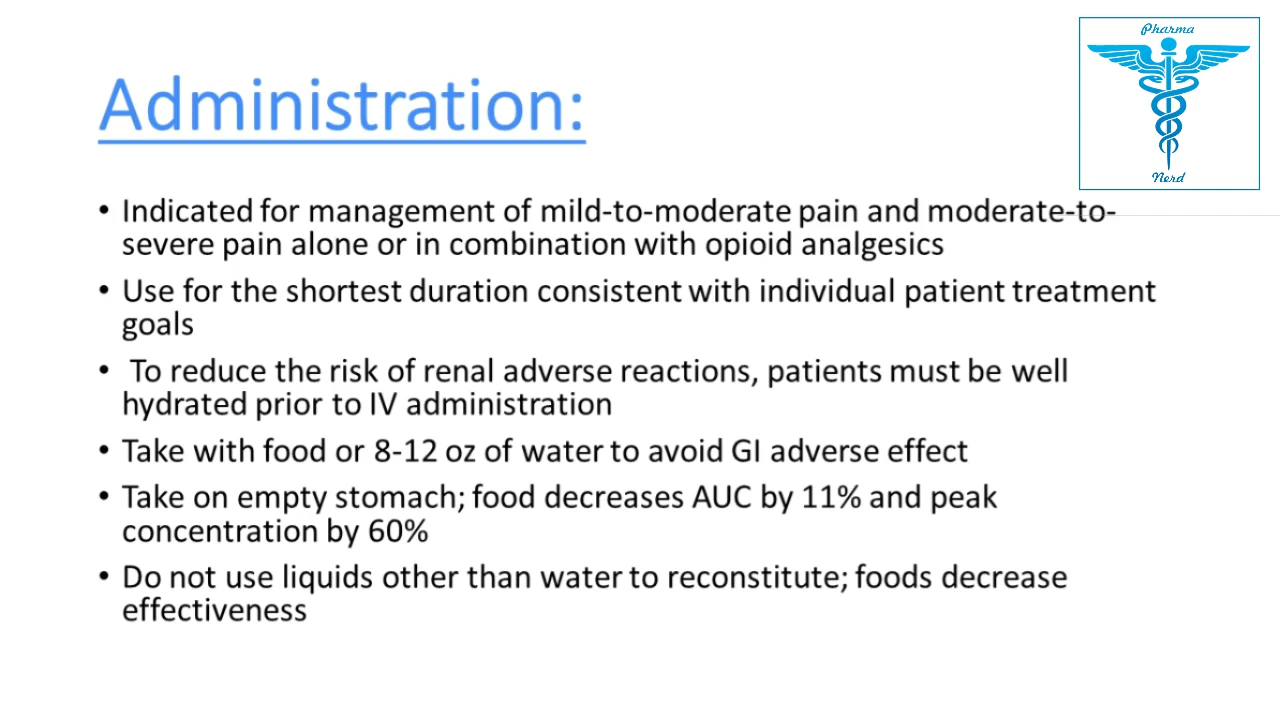 Pharma
Nerd
Administration:
• Indicated for management of mild-to-moderate pain and moderate-to-
severe pain alone or in combination with opioid analgesics
• Use for the shortest duration consistent with individual patient treatment
goals
• To reduce the risk of renal adverse reactions, patients must be well
hydrated prior to IV administration
• Take with food or 8-12 oz of water to avoid GI adverse effect
• Take on empty stomach; food decreases AUC by 11% and peak
concentration by 60%
• Do not use liquids other than water to reconstitute; foods decrease
effectiveness